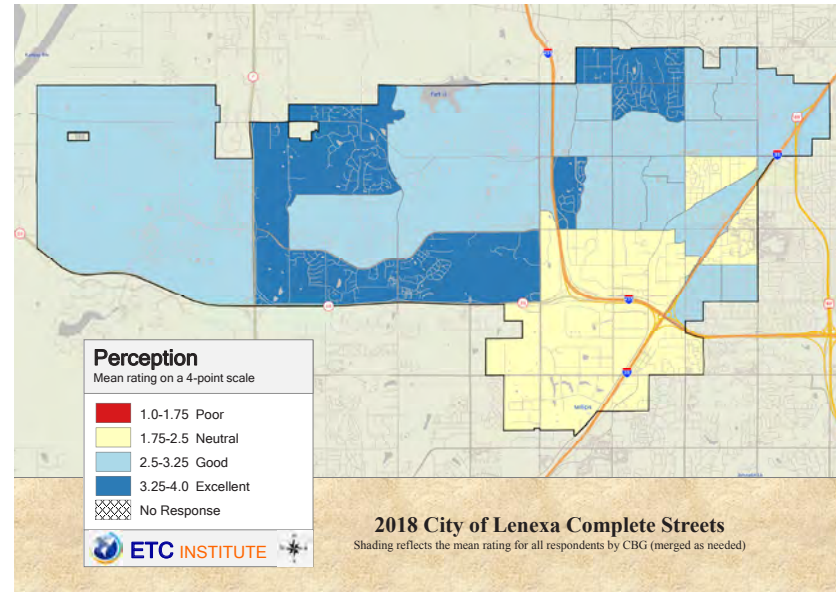 Perception
Mean rating on a 4-point scale
1.0-1.75 Poor
1.75-2.5 Neutral
2.5-3.25 Good
3.25-4.0 Excellent
No Response
ETC INSTITUTE
2018 City of Lenexa Complete Streets
Shading reflects the mean rating for all respondents by CBG (merged as needed)